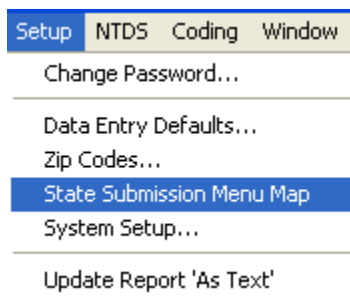 Setup NTDS Coding Window
Change Password...
Data Entry Defaults...
Zip Codes...
State Submission Menu Map
System Setup...
Update Report 'As Text'